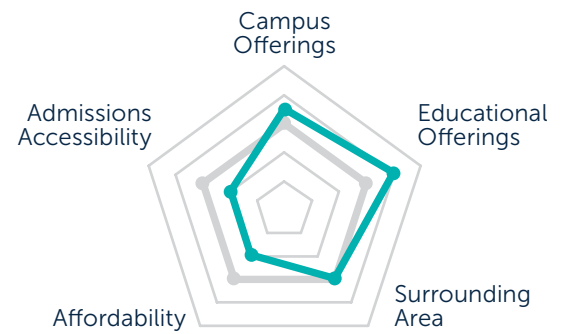 Campus
Offerings
Admissions
Accessibility
Educational
Offerings
Affordability
Surrounding
Area